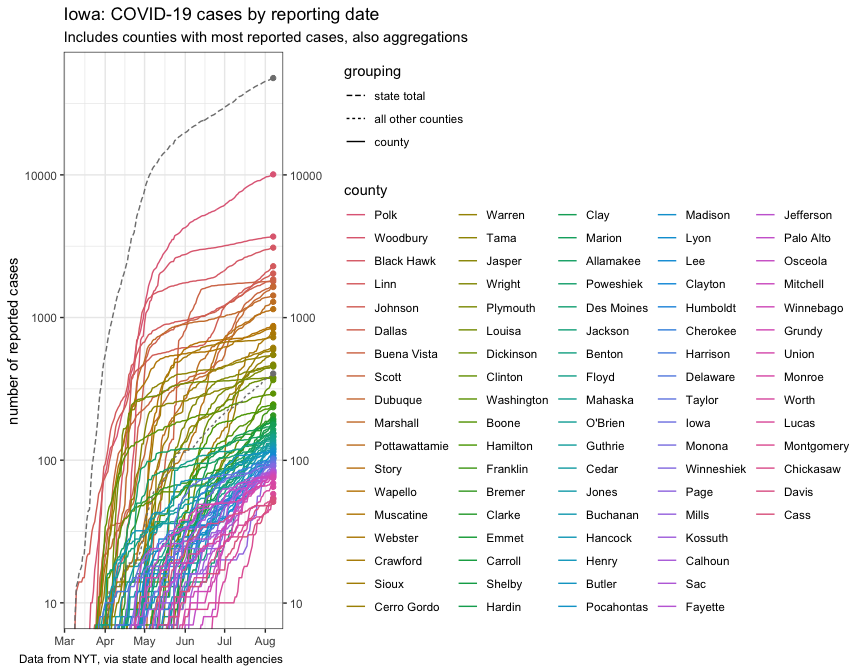 Iowa: COVID-19 cases by reporting date
Includes counties with most reported cases, also aggregations
number of reported cases
10000
1000
100
10
10000
1000
100
10
Mar Apr May Jun Jul Aug
Data from NYT, via state and local health agencies
grouping
state total
all other counties
county
county
Polk Warren Clay Madison Jefferson
Woodbury Tama Marion Lyon Palo Alto
Black Hawk Jasper Allamakee Lee Osceola
Linn Wright Poweshiek Clayton Mitchell
Johnson Plymouth Des Moines Humboldt Winnebago
Dallas Louisa Jackson Cherokee Grundy
Buena Vista Dickinson Benton Harrison Union
Scott Clinton Floyd Delaware Monroe
Dubuque Washington Mahaska Taylor Worth
Marshall Boone O'Brien Iowa Lucas
Pottawattamie Hamilton Guthrie Monona Montgomery
Story Franklin Cedar Winneshiek Chickasaw
Wapello Bremer Jones Page Davis
Muscatine Clarke Buchanan Mills Cass
Webster Emmet Hancock Kossuth
Crawford Carroll Henry Calhoun
Sioux Shelby Butler Sac
Cerro Gordo Hardin Pocahontas Fayette